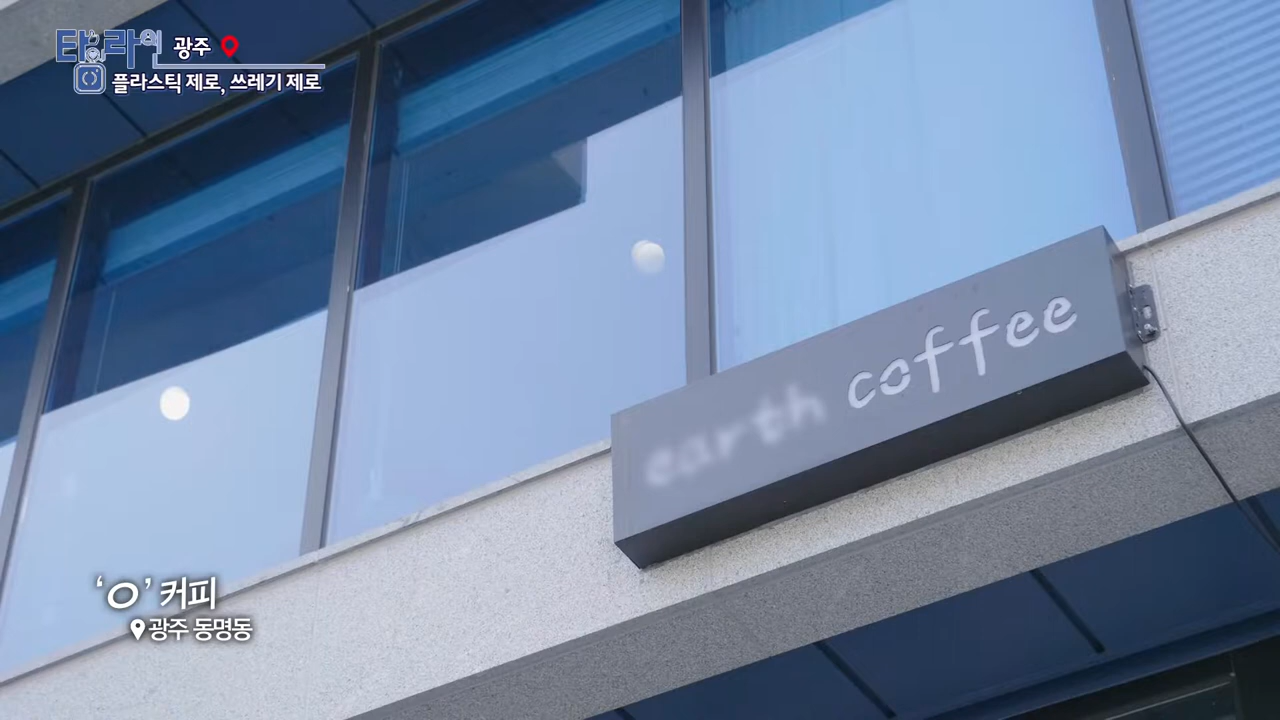 광주
플라스틱 제로, 쓰레기 제로
earth coffee
'ㅇ' 커피
광주 동명동